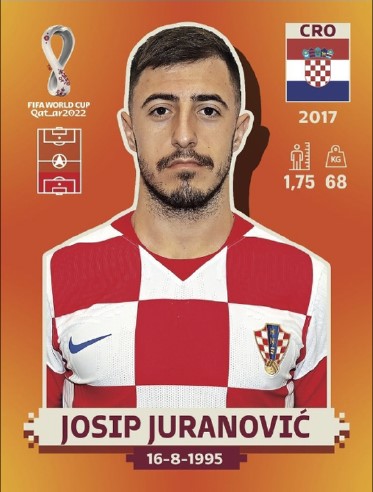 FIFA WORLD CUP
Qatar2022
CRO
2017
KG
1,75 68
JOSIP JURANOVIĆ
16-8-1995